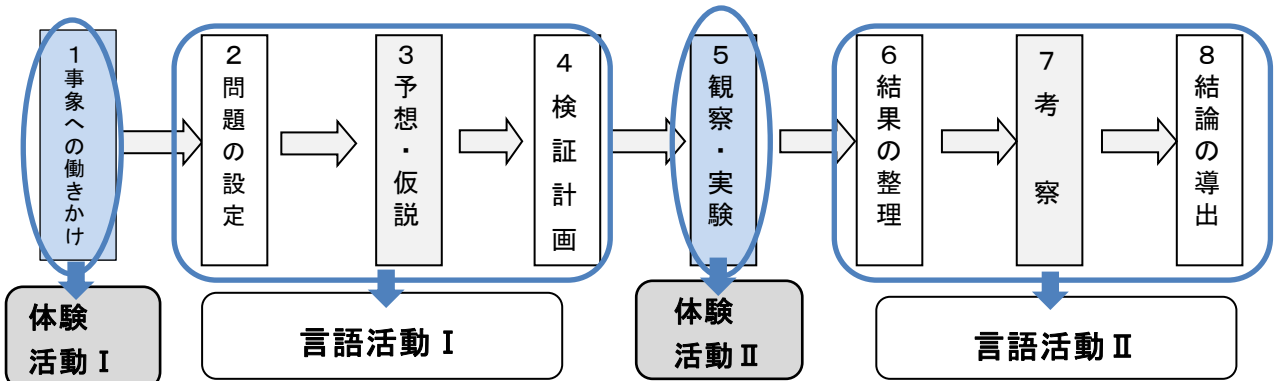 1事象への働きかけ
2問題の設定
3予想・仮説
4検証計画
5観察・実験
6結果の整理
7考察
8結論の導出
体験
活動Ⅰ
言語活動Ⅰ
体験
活動Ⅱ
言語活動Ⅱ